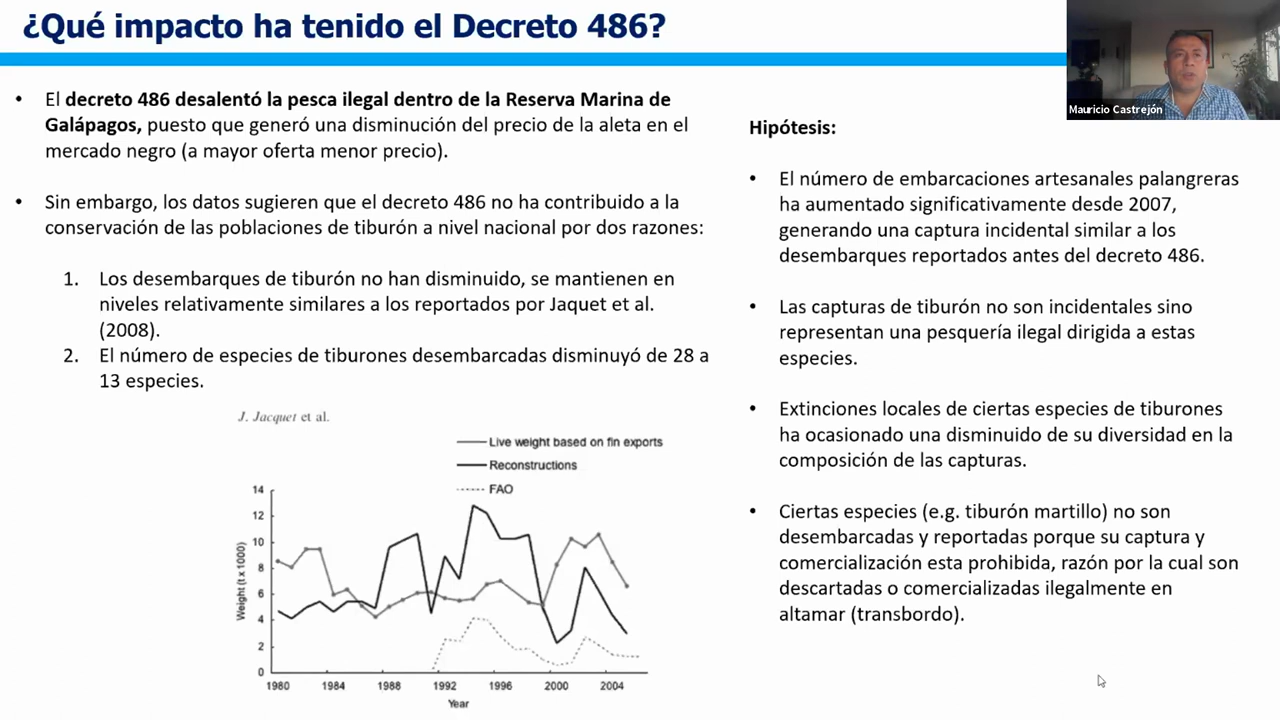 ¿Qué impacto ha tenido el Decreto 486?
Mauricio Castrejón
• El decreto 486 desalentó la pesca ilegal dentro de la Reserva Marina de
Galápagos, puesto que generó una disminución del precio de la aleta en el
mercado negro (a mayor oferta menor precio).
• Sin embargo, los datos sugieren que el decreto 486 no ha contribuido a la
conservación de las poblaciones de tiburón a nivel nacional por dos razones:
1. Los desembarques de tiburón no han disminuido, se mantienen en
niveles relativamente similares a los reportados por Jaquet et al.
(2008).
2. El número de especies de tiburones desembarcadas disminuyó de 28 a
13 especies.
J. Jacquet et al.
Live weight based on fin exports
Reconstructions
FAO
Weight (t x 1000)
14
12
10
8
6
4
2
0
1980 1984 1988 1992 1996 2000 2004
Year
Hipótesis:
• El número de embarcaciones artesanales palangreras
ha aumentado significativamente desde 2007,
generando una captura incidental similar a los
desembarques reportados antes del decreto 486.
• Las capturas de tiburón no son incidentales sino
representan una pesquería ilegal dirigida a estas
especies.
• Extinciones locales de ciertas especies de tiburones
ha ocasionado una disminuido de su diversidad en la
composición de las capturas.
• Ciertas especies (e.g. tiburón martillo) no son
desembarcadas y reportadas porque su captura y
comercialización esta prohibida, razón por la cual son
descartadas o comercializadas ilegalmente en
altamar (transbordo).